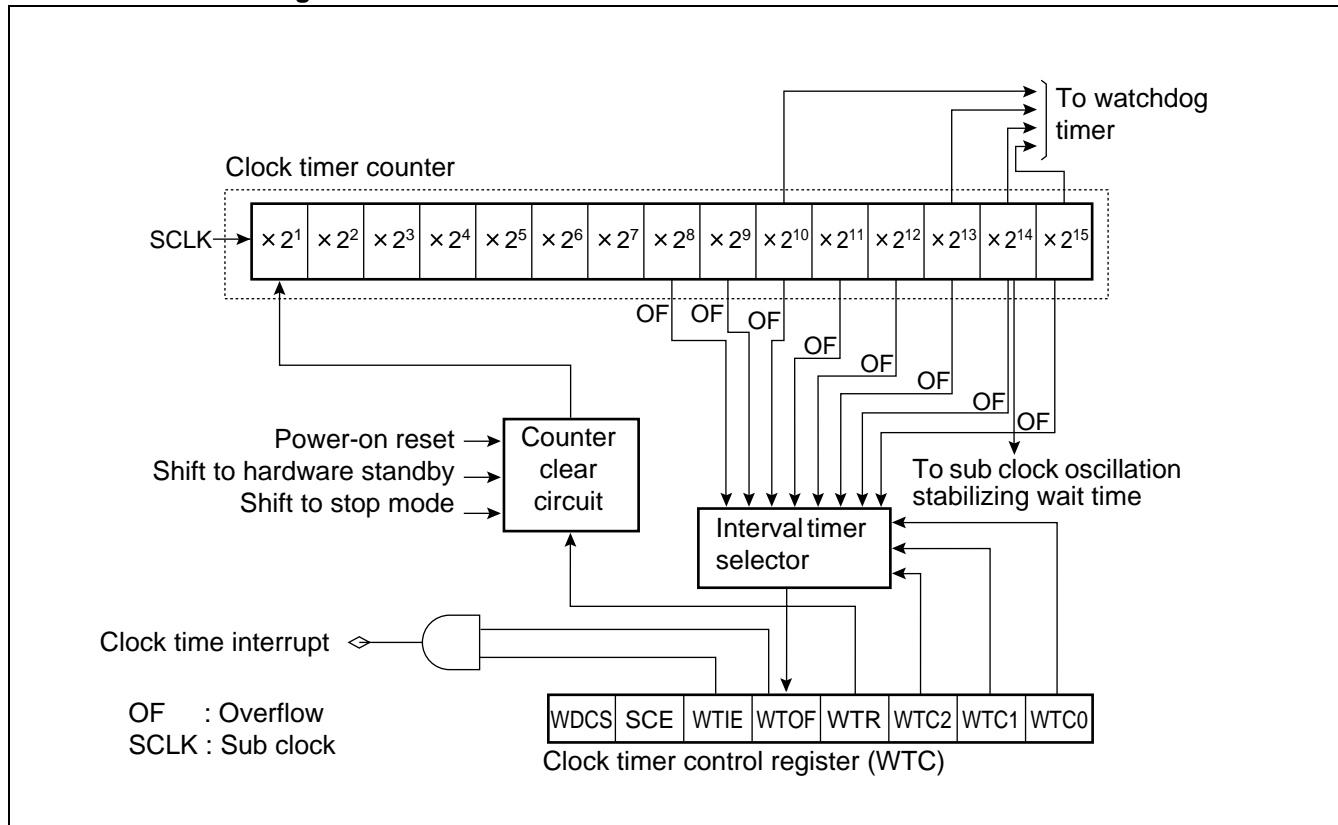 To watchdog
timer
Clock timer counter
SCLK
× 2¹ × 2² × 2³ × 2⁴ × 2⁵ × 2⁶ × 2⁷ × 2⁸ × 2⁹ × 2¹⁰ × 2¹¹ × 2¹² × 2¹³ × 2¹⁴ × 2¹⁵
OF OF OF
OF
OF
OF
OF
OF
Power-on reset
Shift to hardware standby
Shift to stop mode
Counter
clear
circuit
To sub clock oscillation
stabilizing wait time
Interval timer
selector
Clock time interrupt
OF : Overflow
SCLK : Sub clock
WDCS SCE WTIE WTOF WTR WTC2 WTC1 WTC0
Clock timer control register (WTC)